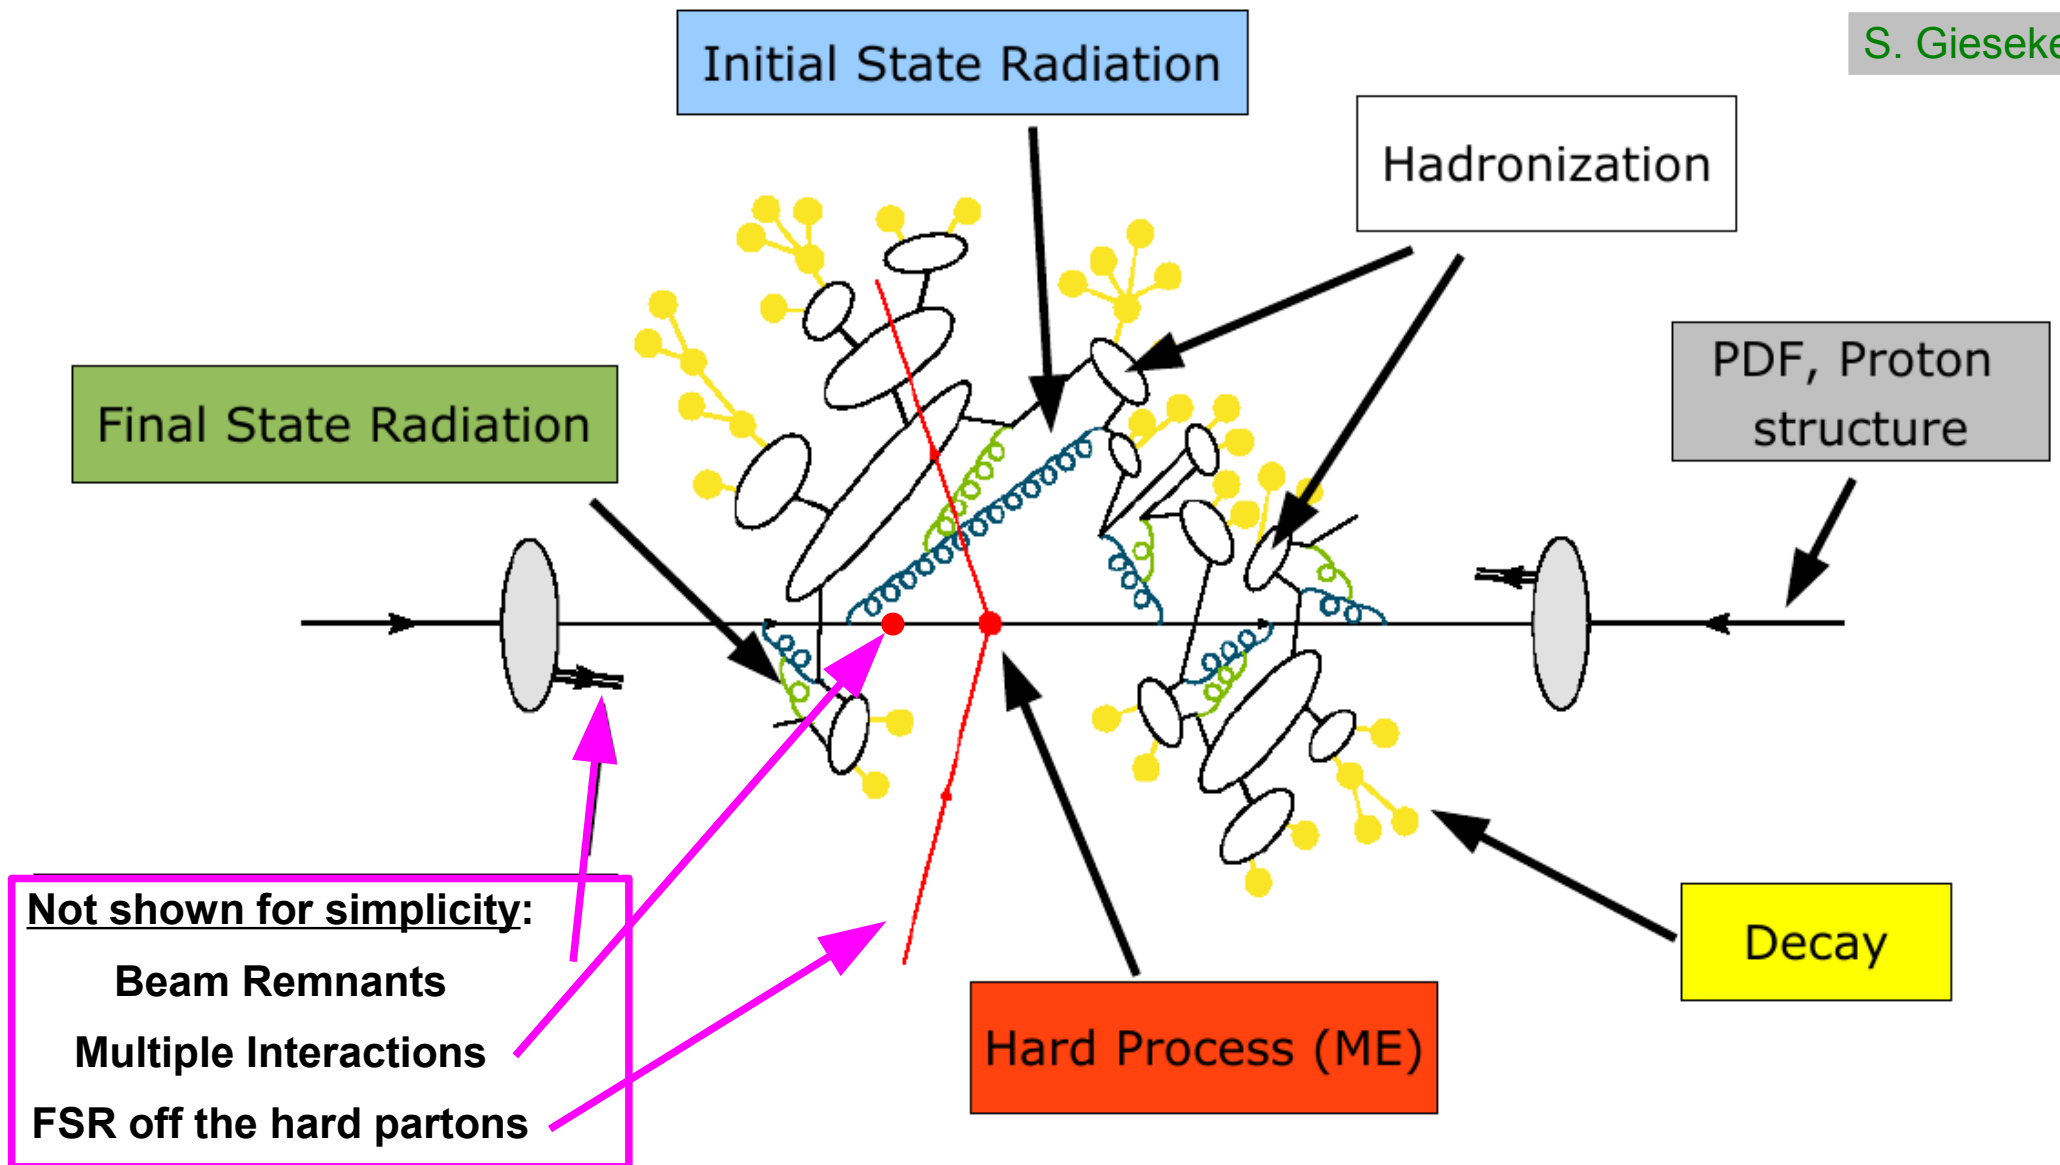 Initial State Radiation
S. Gieseke
Hadronization
PDF, Proton
structure
Final State Radiation
Not shown for simplicity:
Beam Remnants
Multiple Interactions
FSR off the hard partons
Decay
Hard Process (ME)